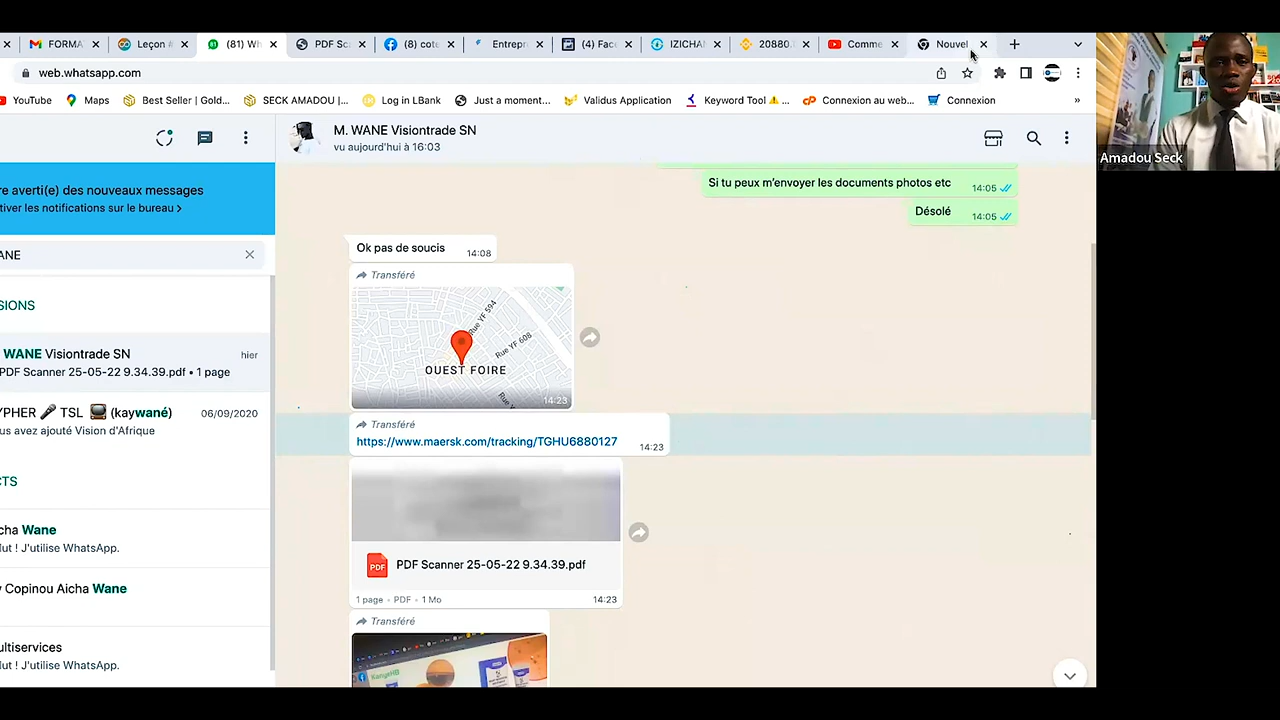 FORMA
Leçon #
(81) Wh
PDF Sc
(8) cote
Entrepr
(4) Fac
IZICHAN
20880.
Comme
Nouvel
web.whatsapp.com
YouTube
Maps
Best Seller | Gold...
SECK AMADOU |...
Log in LBank
Just a moment...
Validus Application
Keyword Tool ⚠ ...
cP Connexion au web...
Connexion
»
M. WANE Visiontrade SN
vu aujourd'hui à 16:03
re averti(e) des nouveaux messages
tiver les notifications sur le bureau >
ANE
SIONS
WANE Visiontrade SN hier
PDF Scanner 25-05-22 9.34.39.pdf • 1 page
YPHER 🎤 TSL 📺 (kaywané) 06/09/2020
us avez ajouté Vision d'Afrique
CTS
cha Wane
lut ! J'utilise WhatsApp.
y Copinou Aicha Wane
ultiservices
lut ! J'utilise WhatsApp.
Si tu peux m'envoyer les documents photos etc 14:05
Désolé 14:05
Ok pas de soucis 14:08
Transféré
Rue YF 594
Rue YF 608
OUEST FOIRE
Rue
14:23
Transféré
https://www.maersk.com/tracking/TGHU6880127 14:23
PDF
PDF Scanner 25-05-22 9.34.39.pdf
1 page • PDF • 1 Mo 14:23
Transféré
KanyeHB
Amadou Seck